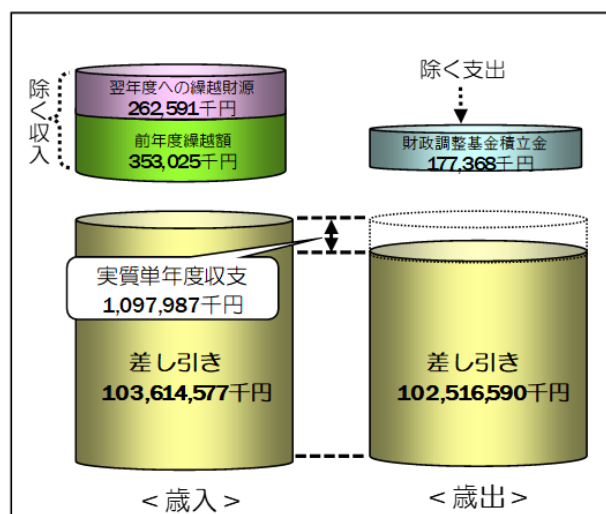 除く収入
翌年度への繰越財源
262,591千円
前年度繰越額
353,025千円
除く支出
財政調整基金積立金
177,368千円
実質単年度収支
1,097,987千円
差し引き
103,614,577千円
差し引き
102,516,590千円
<歳入>
<歳出>